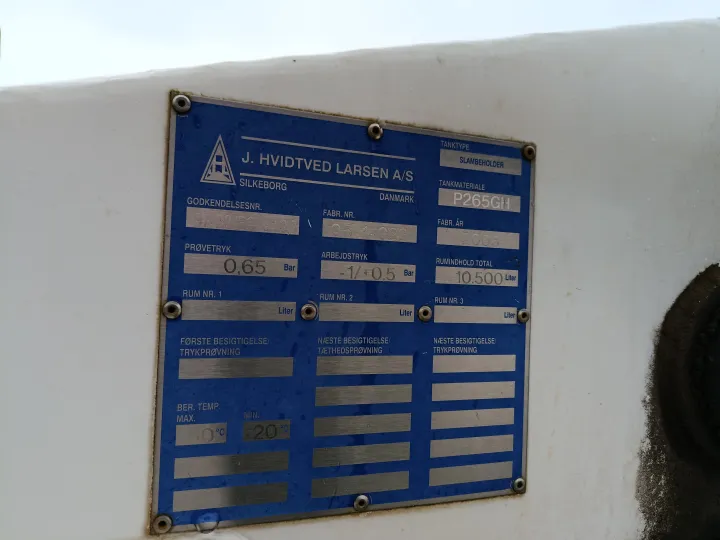 J. HVIDTVED LARSEN A/S
SILKEBORG
DANMARK
TANKTYPE
SLAMBEHOLDER
TANKMATERIALE
P265GH
GODKENDELSESNR.
FABR. NR.
FABR. ÅR
PRØVETRYK
0,65 Bar
ARBEJDSTRYK
-1/+0.5 Bar
RUMINDHOLD TOTAL
10.500 Liter
RUM NR. 1
Liter
RUM NR. 2
Liter
RUM NR. 3
Liter
FØRSTE BESIGTIGELSE/
TRYKPRØVNING
NÆSTE BESIGTIGELSE/
TÆTHEDSPRØVNING
NÆSTE BESIGTIGELSE/
TRYKPRØVNING
BER. TEMP
MAX.
°C
MIN.
-20 °C